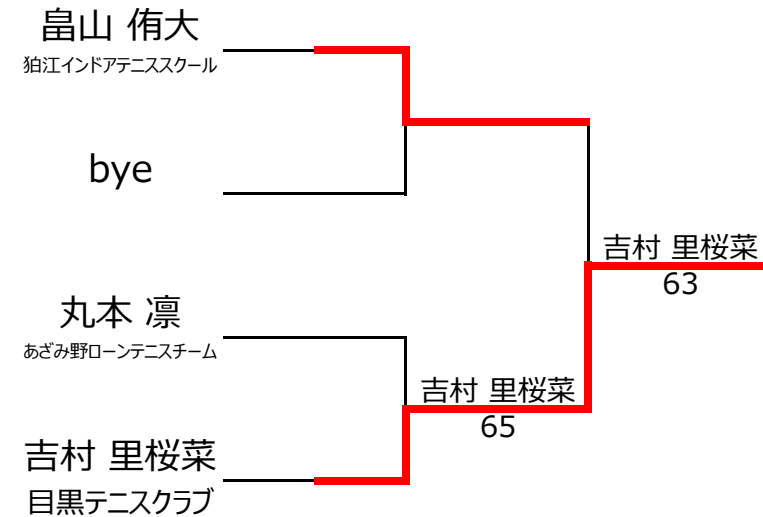 畠山 侑大
狛江インドアテニススクール
bye
丸本 凛
あざみ野ローンテニスチーム
吉村 里桜菜
目黒テニスクラブ
吉村 里桜菜
65
吉村 里桜菜
63